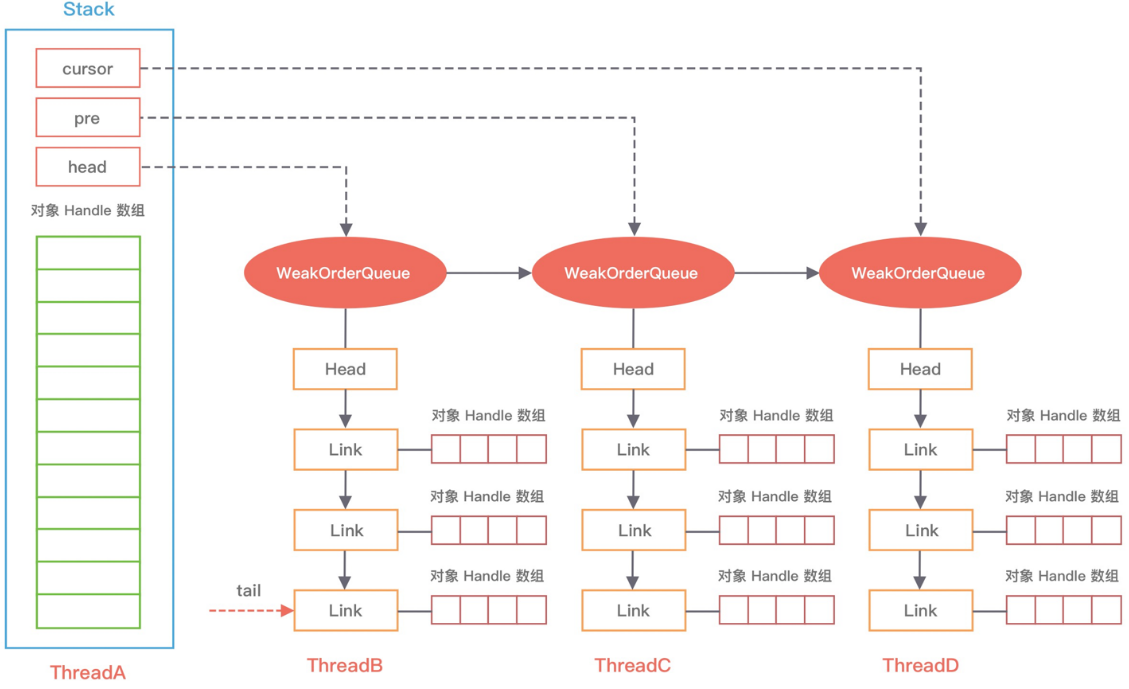 Stack
cursor
pre
head
对象 Handle 数组
WeakOrderQueue
WeakOrderQueue
WeakOrderQueue
Head
Head
Head
对象 Handle 数组
对象 Handle 数组
对象 Handle 数组
Link
Link
Link
对象 Handle 数组
对象 Handle 数组
对象 Handle 数组
Link
Link
Link
对象 Handle 数组
对象 Handle 数组
对象 Handle 数组
tail
Link
Link
Link
ThreadA
ThreadB
ThreadC
ThreadD